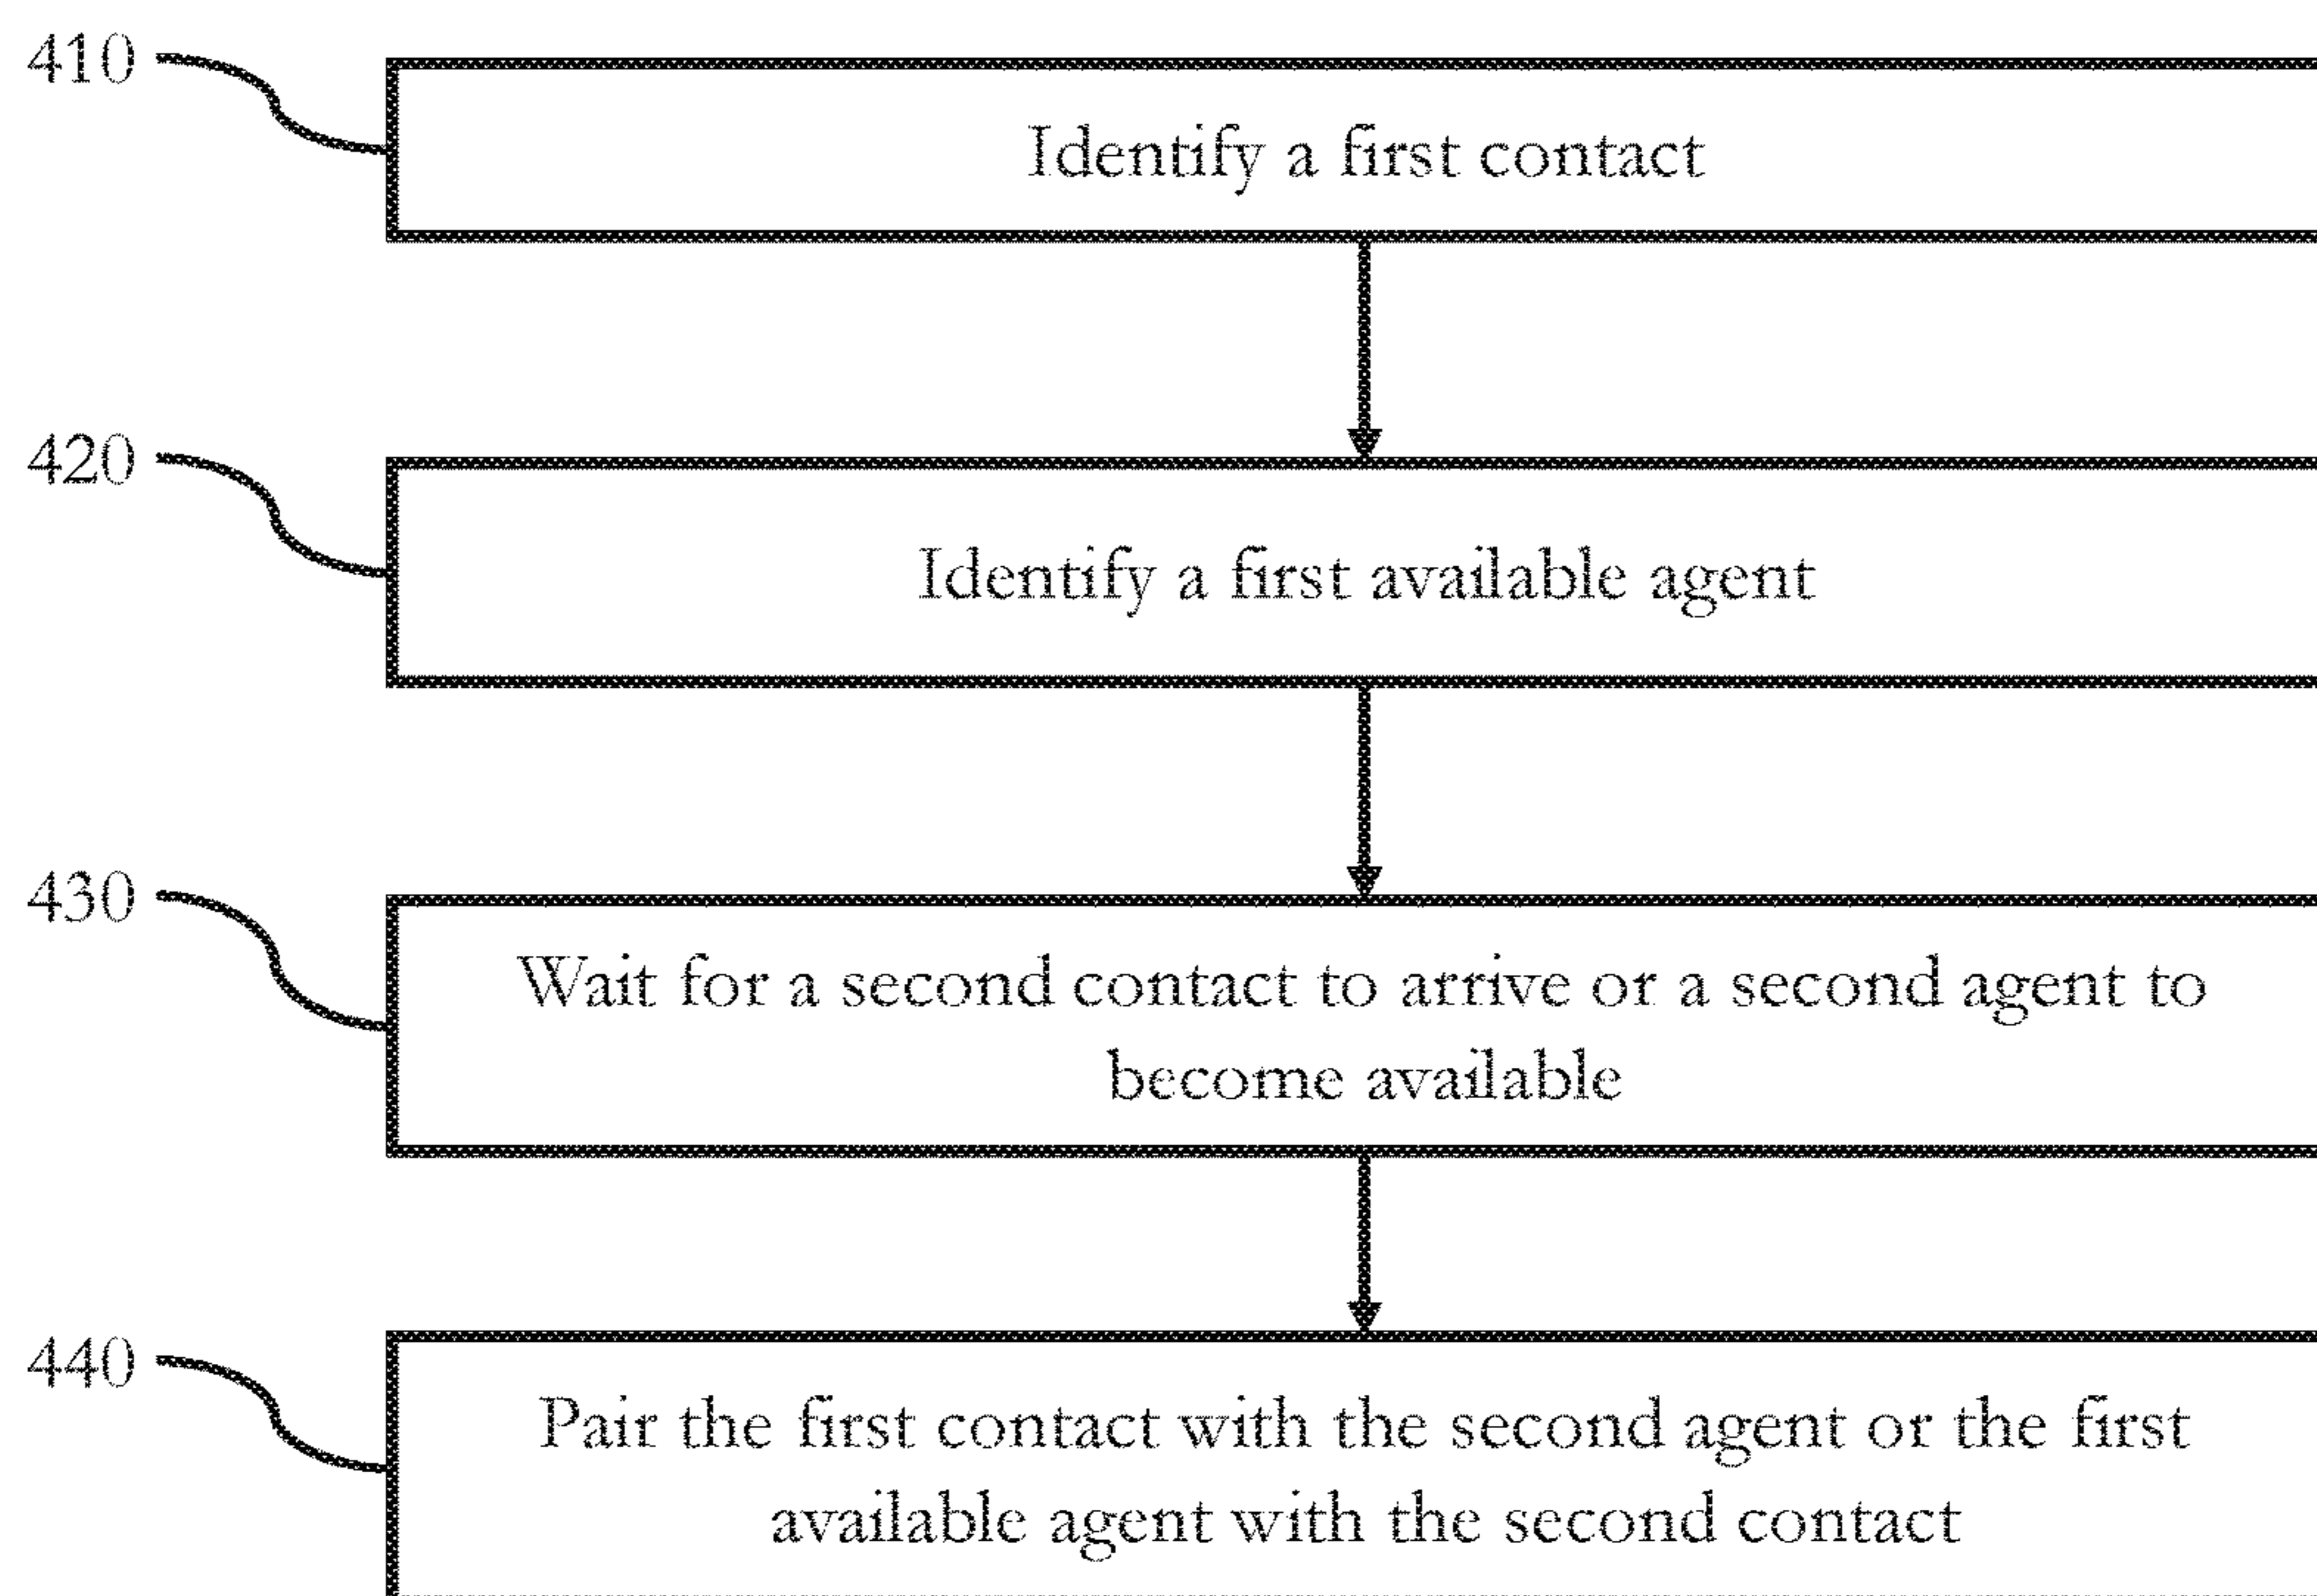 410
Identify a first contact
420
Identify a first available agent
430
Wait for a second contact to arrive or a second agent to
become available
440
Pair the first contact with the second agent or the first
available agent with the second contact